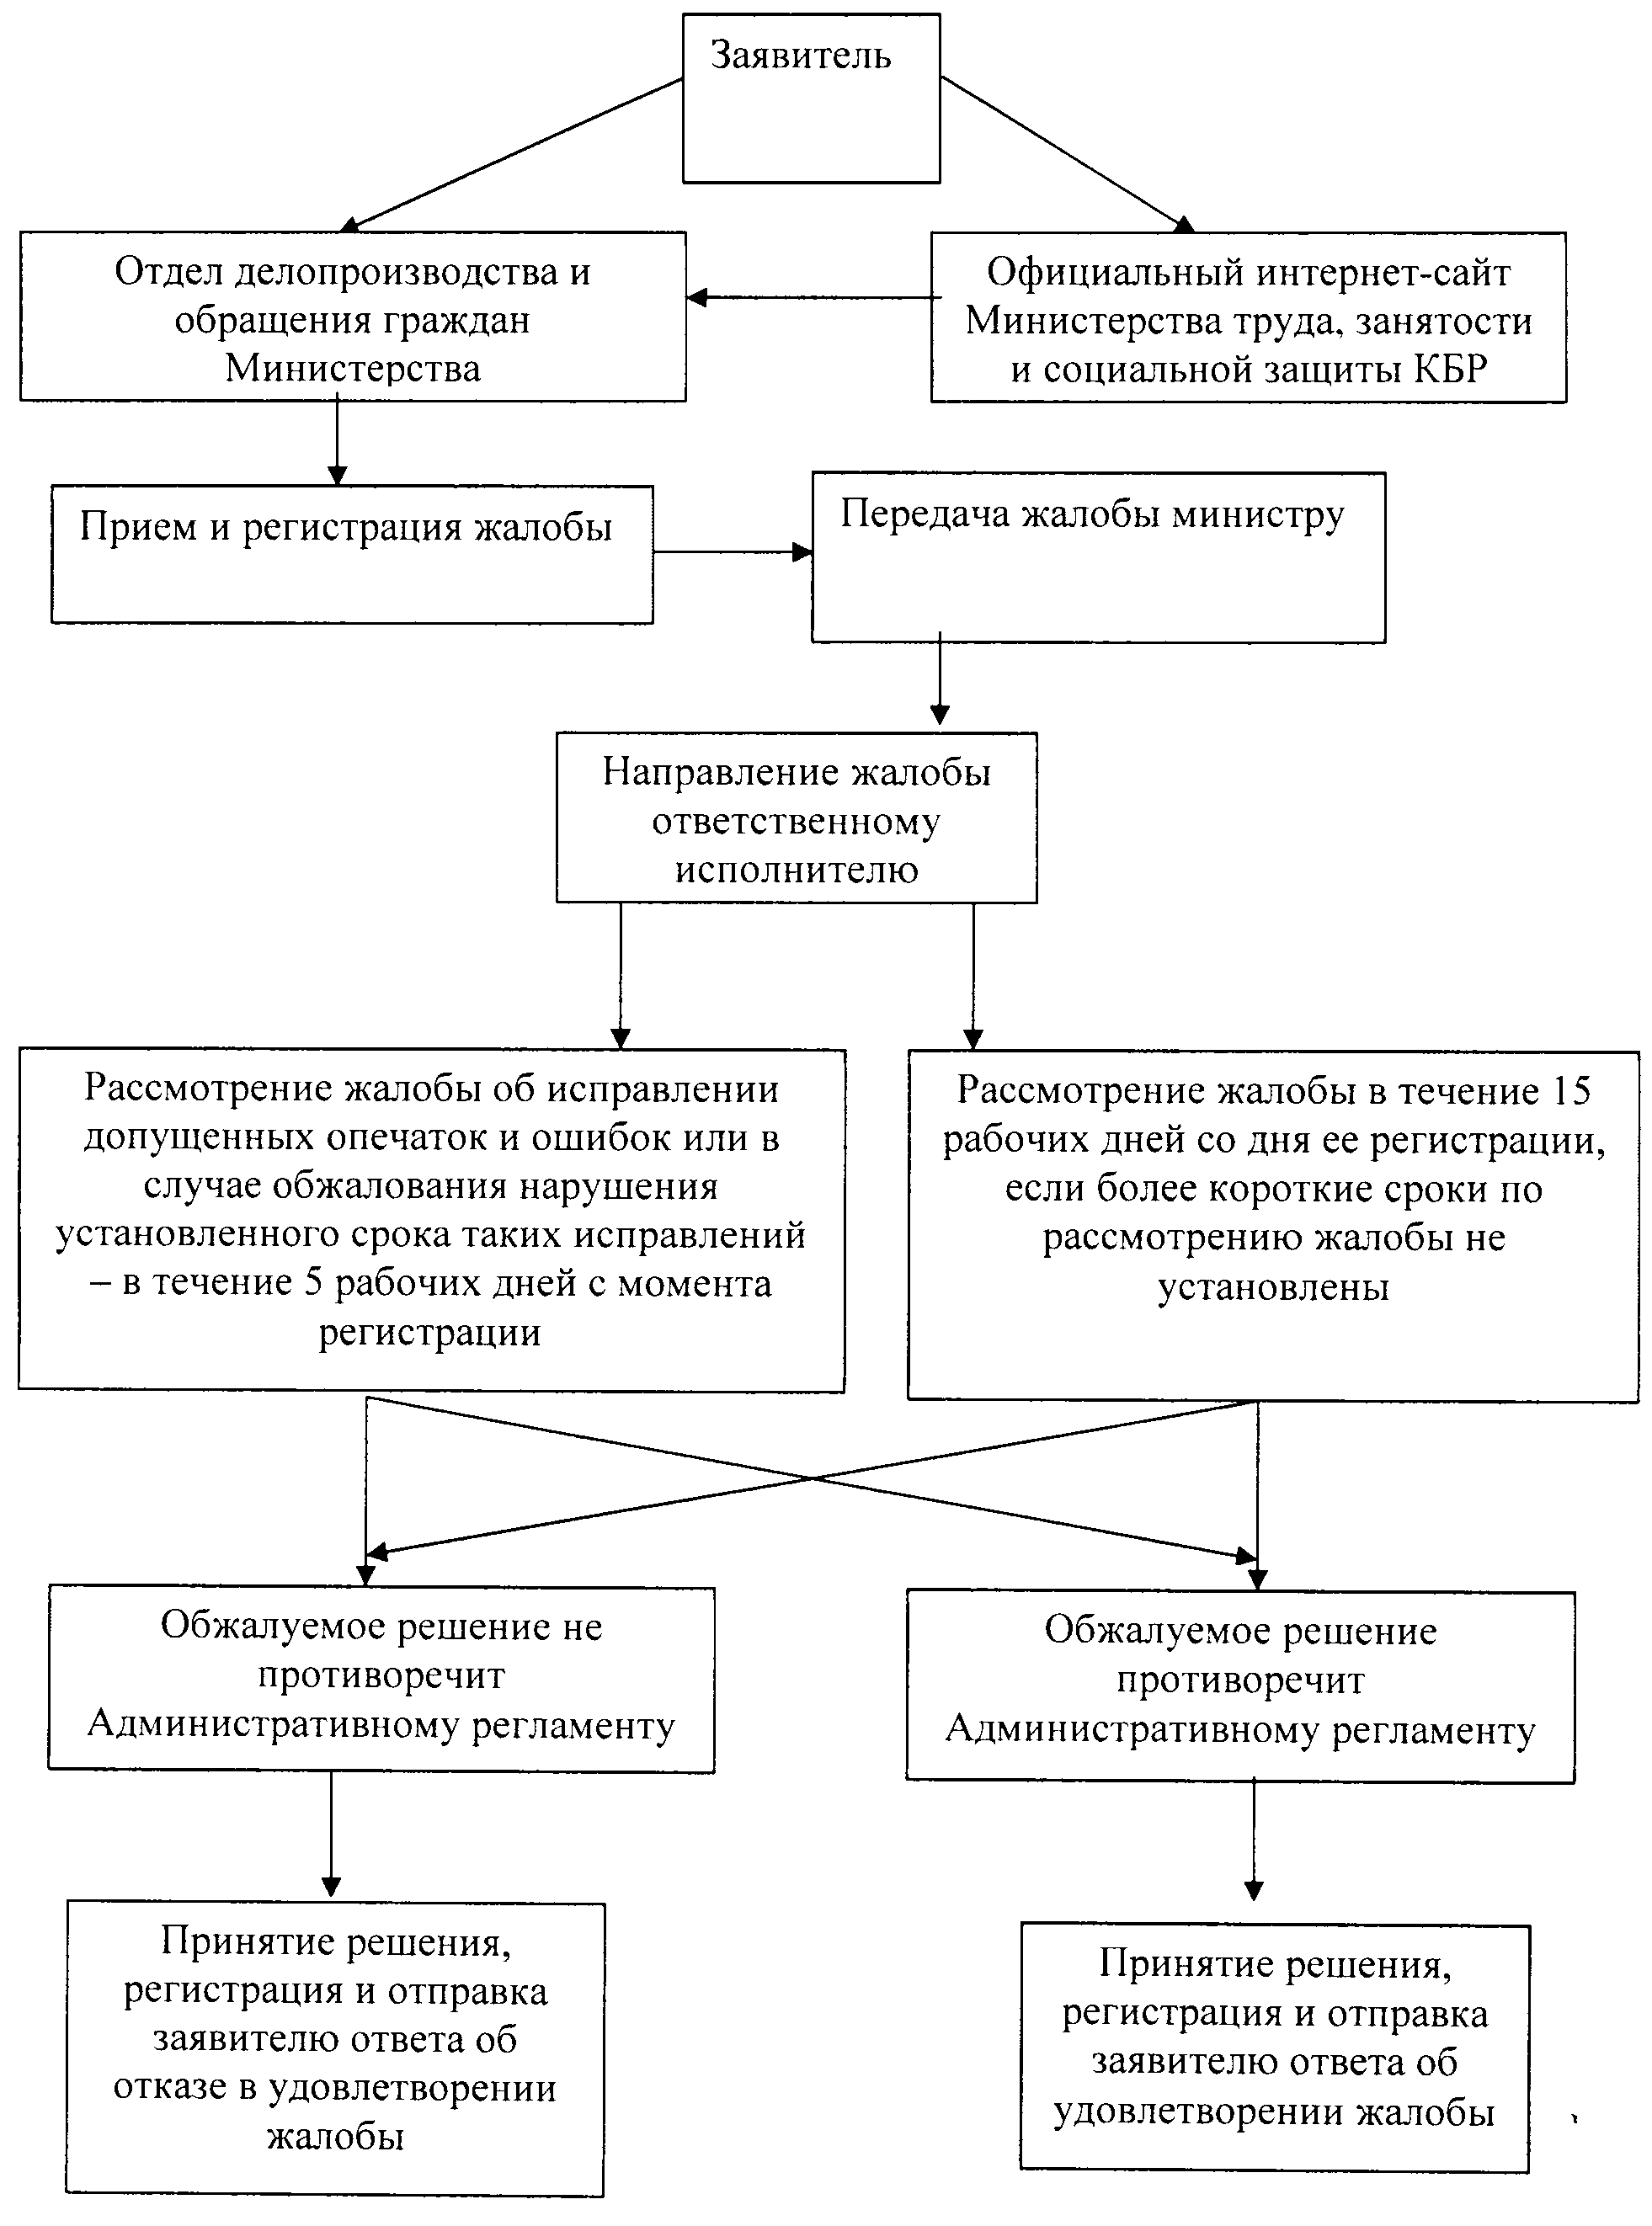 Заявитель
Отдел делопроизводства и
обращения граждан
Министерства
Официальный интернет-сайт
Министерства труда, занятости
и социальной защиты КБР
Прием и регистрация жалобы
Передача жалобы министру
Направление жалобы
ответственному
исполнителю
Рассмотрение жалобы об исправлении
допущенных опечаток и ошибок или в
случае обжалования нарушения
установленного срока таких исправлений
– в течение 5 рабочих дней с момента
регистрации
Рассмотрение жалобы в течение 15
рабочих дней со дня ее регистрации,
если более короткие сроки по
рассмотрению жалобы не
установлены
Обжалуемое решение не
противоречит
Административному регламенту
Обжалуемое решение
противоречит
Административному регламенту
Принятие решения,
регистрация и отправка
заявителю ответа об
отказе в удовлетворении
жалобы
Принятие решения,
регистрация и отправка
заявителю ответа об
удовлетворении жалобы